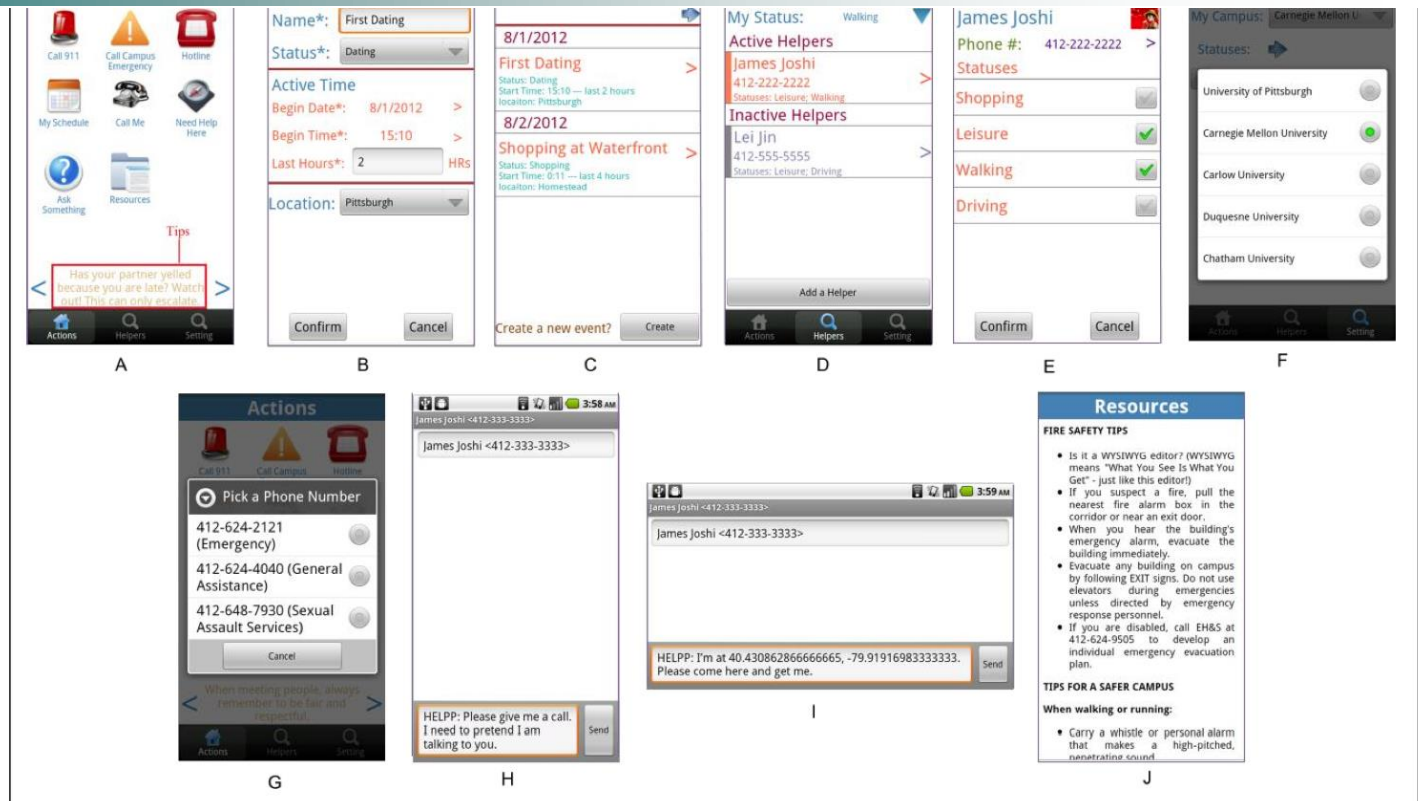 Call 911
Call Campus
Emergency
Hotline
My Schedule
Call Me
Need Help
Here
Ask
Something
Resources
Tips
Has your partner yelled
because you are late? Watch
out! This can only escalate.
<
>
Actions
Helpers
Setting
A
Name*: First Dating
Status*: Dating
Active Time
Begin Date*: 8/1/2012 >
Begin Time*: 15:10 >
Last Hours*: 2 HRs
Location: Pittsburgh
Confirm Cancel
B
8/1/2012
First Dating >
Status: Dating
Start Time: 15:10 --- last 2 hours
locaiton: Pittsburgh
8/2/2012
Shopping at Waterfront >
Status: Shopping
Start Time: 0:11 --- last 4 hours
locaiton: Homestead
Create a new event? Create
C
My Status: Walking
Active Helpers
James Joshi >
412-222-2222
Statuses: Leisure; Walking
Inactive Helpers
Lei Jin >
412-555-5555
Statuses: Leisure; Driving
Add a Helper
Actions Helpers Setting
D
James Joshi
Phone #: 412-222-2222 >
Statuses
Shopping
Leisure
Walking
Driving
Confirm Cancel
E
My Campus: Carnegie Mellon U
Statuses:
University of Pittsburgh
Carnegie Mellon University
Carlow University
Duquesne University
Chatham University
Actions Helpers Setting
F
Actions
Call 911 Call Campus Hotline
Pick a Phone Number
412-624-2121
(Emergency)
412-624-4040 (General
Assistance)
412-648-7930 (Sexual
Assault Services)
Cancel
When meeting people, always
< remember to be fair and >
respectful.
Actions Helpers Setting
G
3:58 AM
James Joshi <412-333-3333>
James Joshi <412-333-3333>
HELPP: Please give me a call.
I need to pretend I am
talking to you.
Send
H
3:59 AM
James Joshi <412-333-3333>
James Joshi <412-333-3333>
HELPP: I'm at 40.430862866666665, -79.91916983333333.
Please come here and get me.
Send
I
Resources
FIRE SAFETY TIPS
• Is it a WYSIWYG editor? (WYSIWYG
means "What You See Is What You
Get" - just like this editor!)
• If you suspect a fire, pull the
nearest fire alarm box in the
corridor or near an exit door.
• When you hear the building's
emergency alarm, evacuate the
building immediately.
• Evacuate any building on campus
by following EXIT signs. Do not use
elevators during emergencies
unless directed by emergency
response personnel.
• If you are disabled, call EH&S at
412-624-9505 to develop an
individual emergency evacuation
plan.
TIPS FOR A SAFER CAMPUS
When walking or running:
• Carry a whistle or personal alarm
that makes a high-pitched,
penetrating sound
J